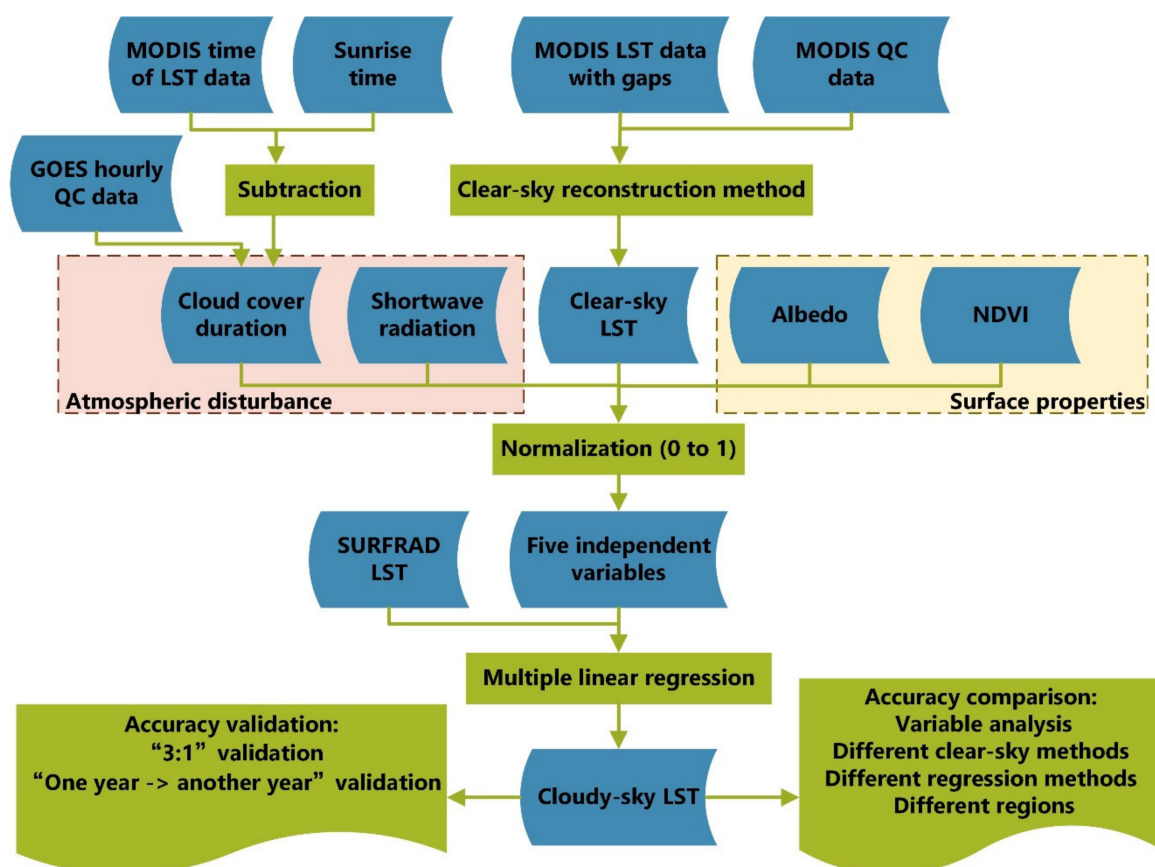 MODIS time
of LST data
Sunrise
time
MODIS LST data
with gaps
MODIS QC
data
GOES hourly
QC data
Subtraction
Clear-sky reconstruction method
Cloud cover
duration
Shortwave
radiation
Clear-sky
LST
Albedo
NDVI
Atmospheric disturbance
Surface properties
Normalization (0 to 1)
SURFRAD
LST
Five independent
variables
Multiple linear regression
Accuracy validation:
“3:1” validation
“One year -> another year” validation
Cloudy-sky LST
Accuracy comparison:
Variable analysis
Different clear-sky methods
Different regression methods
Different regions